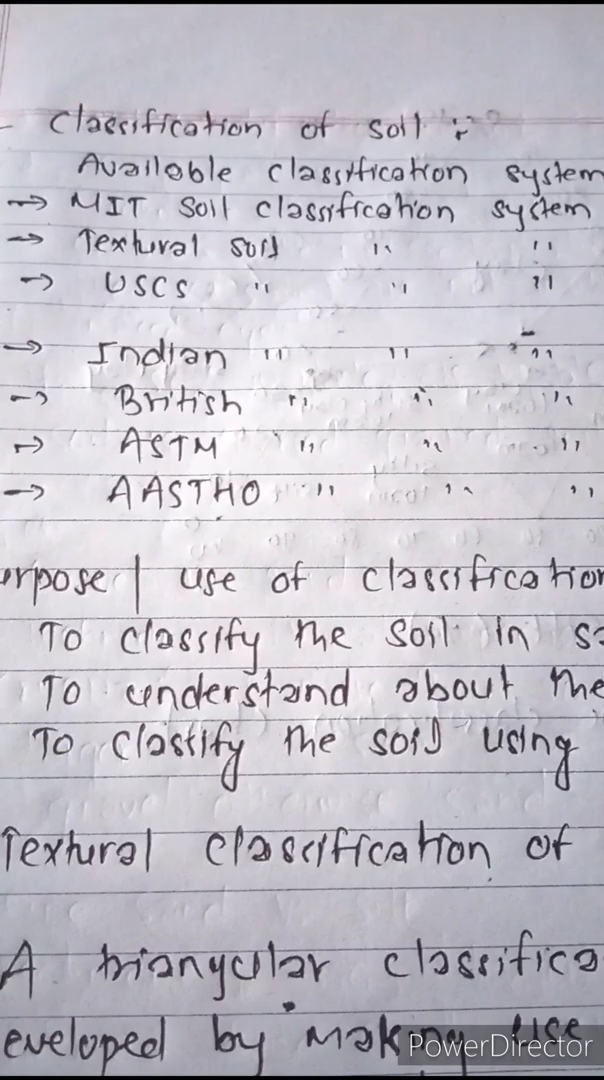 - Classification of soil :-
Available classification system
→ MIT soil classification system
→ Textural soil " "
→ USCS " " "
→ Indian " " "
→ British " " "
→ ASTM " " "
→ AASTHO " " "
urpose / use of classification
To classify the soil in s
To understand about the
To classify the soil using
Textural classification of
A triangular classifica
eveloped by making use
PowerDirector